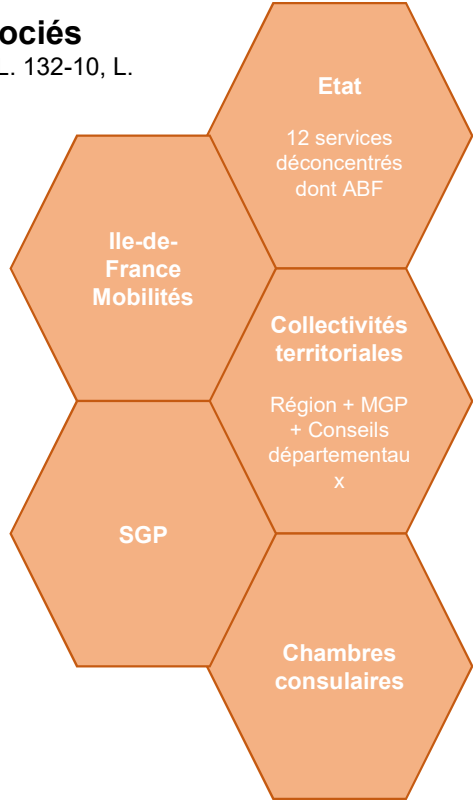 ociés
L. 132-10, L.
Etat
12 services
déconcentrés
dont ABF
Ile-de-
France
Mobilités
Collectivités
territoriales
Région + MGP
+ Conseils
départementau
x
SGP
Chambres
consulaires